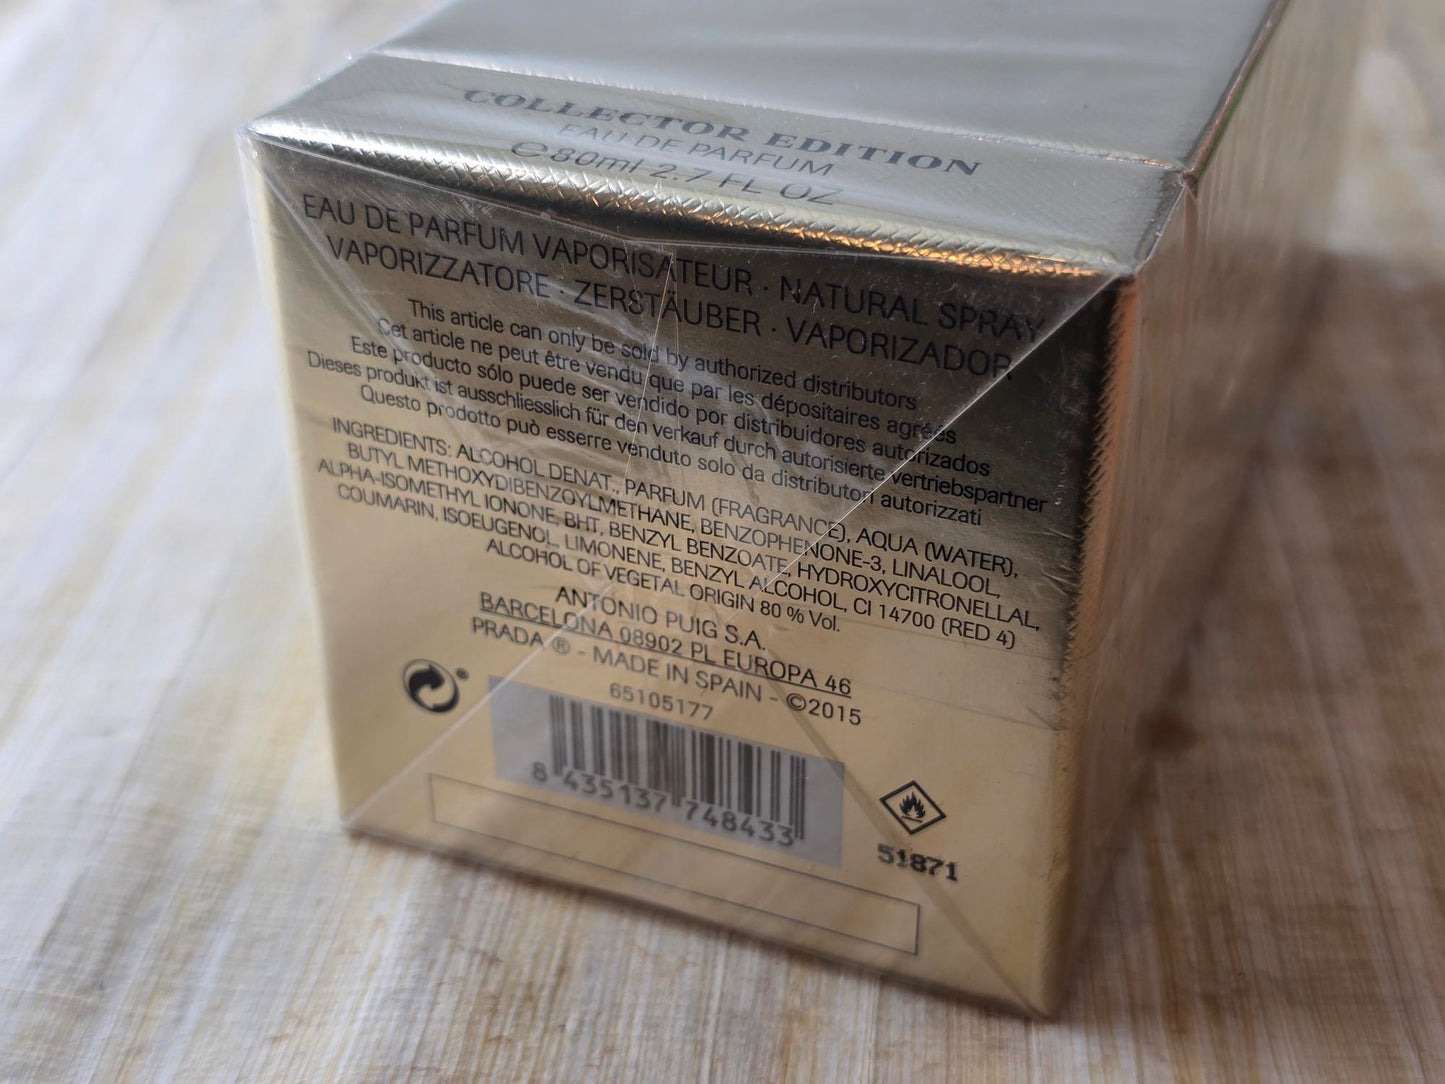 COLLECTOR EDITION
EAU DE PARFUM
℮80ml 2.7 FL OZ
EAU DE PARFUM VAPORISATEUR · NATURAL SPRAY
VAPORIZZATORE · ZERSTÄUBER · VAPORIZADOR
This article can only be sold by authorized distributors
Cet article ne peut être vendu que par les dépositaires agréés
Este producto sólo puede ser vendido por distribuidores autorizados
Dieses produkt ist ausschliesslich für den verkauf durch autorisierte vertriebspartner
Questo prodotto può esserre venduto solo da distributori autorizzati
INGREDIENTS: ALCOHOL DENAT., PARFUM (FRAGRANCE), AQUA (WATER),
BUTYL METHOXYDIBENZOYLMETHANE, BENZOPHENONE-3, LINALOOL,
ALPHA-ISOMETHYL IONONE, BHT, BENZYL BENZOATE, HYDROXYCITRONELLAL,
COUMARIN, ISOEUGENOL, LIMONENE, BENZYL ALCOHOL, CI 14700 (RED 4)
ALCOHOL OF VEGETAL ORIGIN 80 % Vol.
ANTONIO PUIG S.A.
BARCELONA 08902 PL EUROPA 46
PRADA ® - MADE IN SPAIN - ©2015
65105177
8 435137 748433
51871